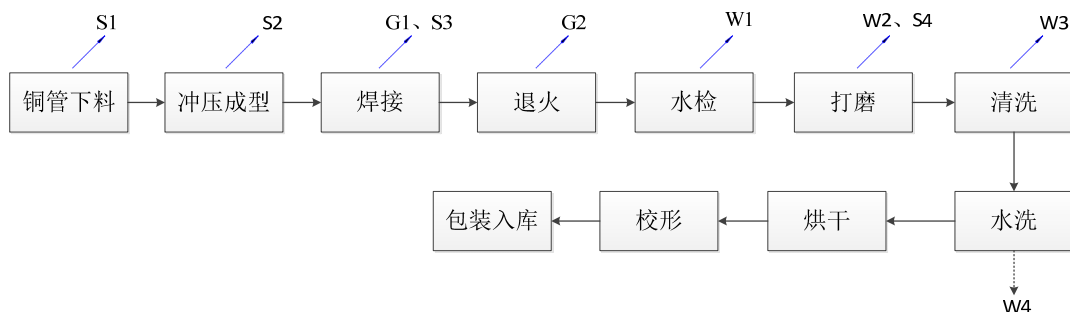 S1
S2
G1、S3
G2
W1
W2、S4
W3
铜管下料
冲压成型
焊接
退火
水检
打磨
清洗
水洗
烘干
校形
包装入库
W4